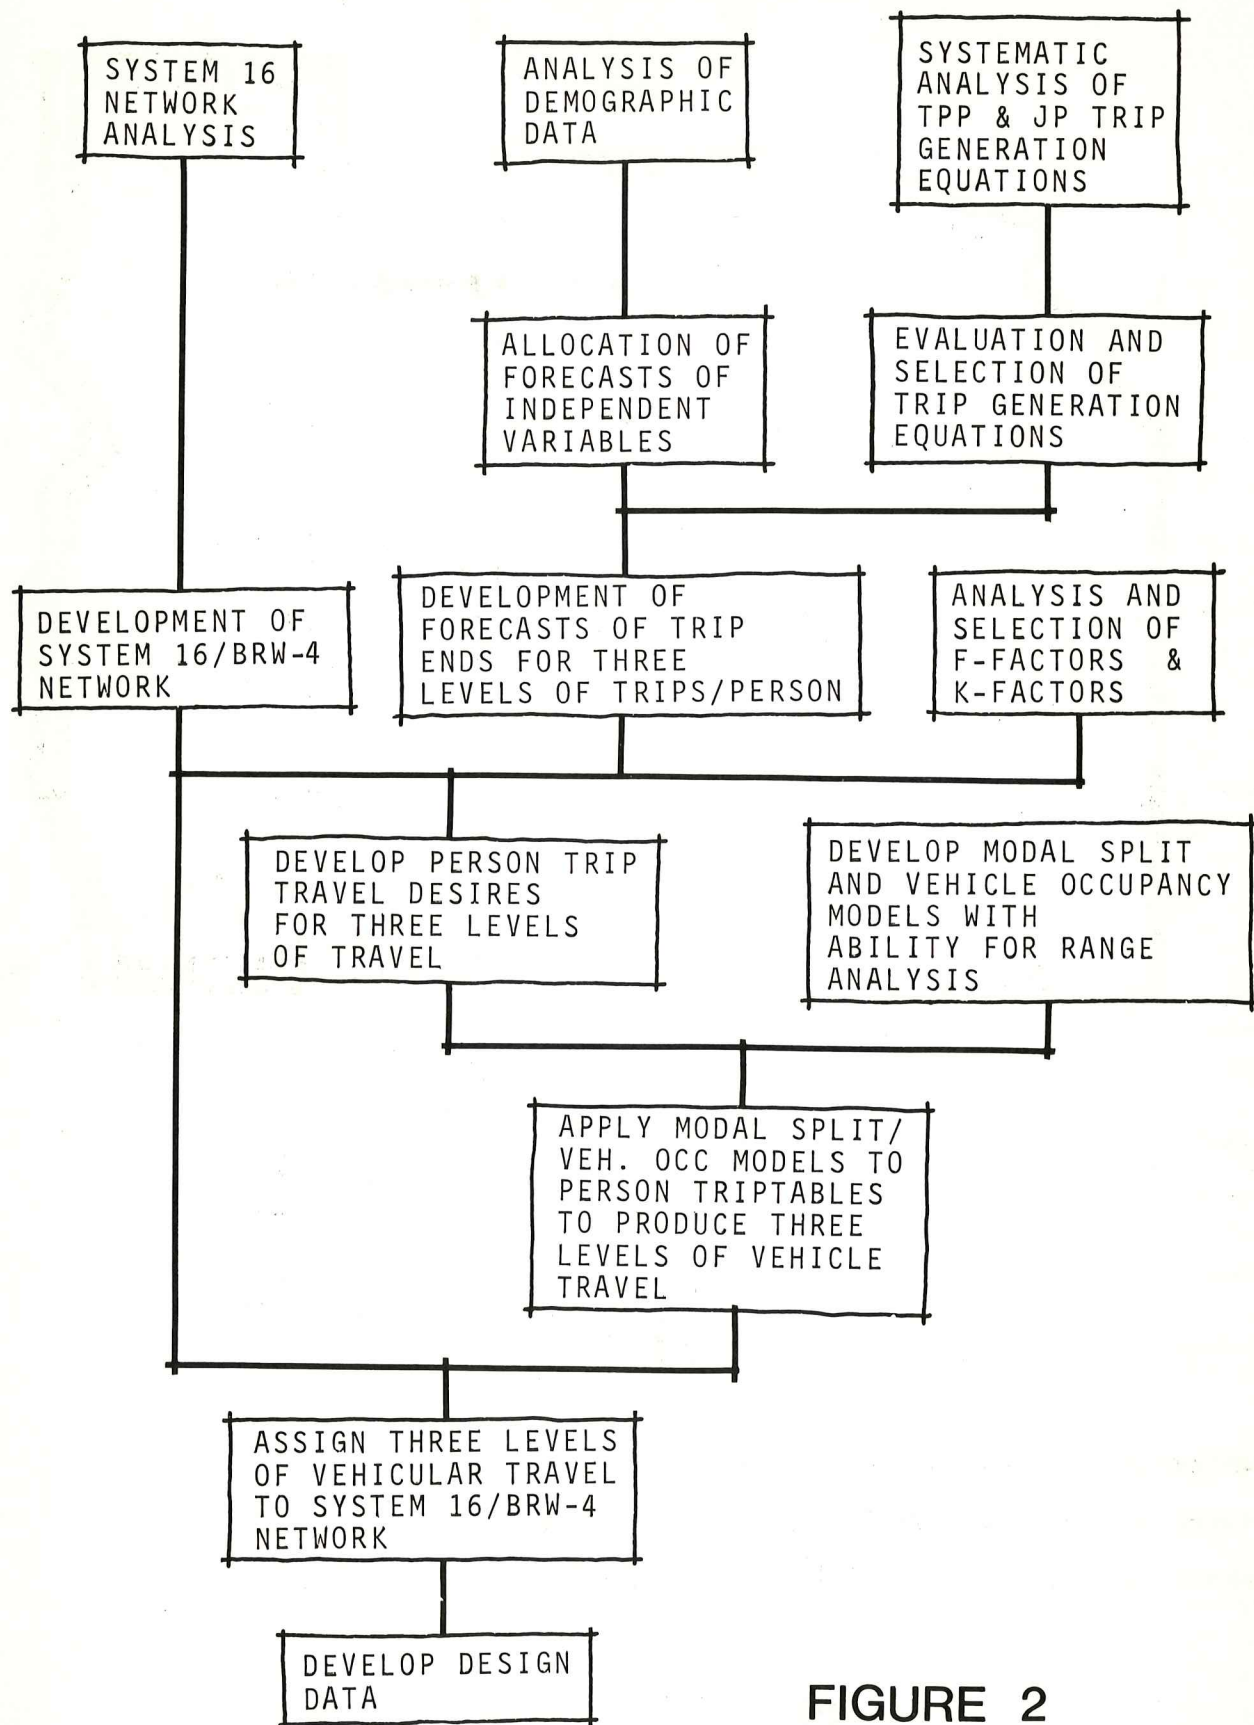 SYSTEM 16
NETWORK
ANALYSIS
ANALYSIS OF
DEMOGRAPHIC
DATA
SYSTEMATIC
ANALYSIS OF
TPP & JP TRIP
GENERATION
EQUATIONS
ALLOCATION OF
FORECASTS OF
INDEPENDENT
VARIABLES
EVALUATION AND
SELECTION OF
TRIP GENERATION
EQUATIONS
DEVELOPMENT OF
SYSTEM 16/BRW-4
NETWORK
DEVELOPMENT OF
FORECASTS OF TRIP
ENDS FOR THREE
LEVELS OF TRIPS/PERSON
ANALYSIS AND
SELECTION OF
F-FACTORS &
K-FACTORS
DEVELOP PERSON TRIP
TRAVEL DESIRES
FOR THREE LEVELS
OF TRAVEL
DEVELOP MODAL SPLIT
AND VEHICLE OCCUPANCY
MODELS WITH
ABILITY FOR RANGE
ANALYSIS
APPLY MODAL SPLIT/
VEH. OCC MODELS TO
PERSON TRIPTABLES
TO PRODUCE THREE
LEVELS OF VEHICLE
TRAVEL
ASSIGN THREE LEVELS
OF VEHICULAR TRAVEL
TO SYSTEM 16/BRW-4
NETWORK
DEVELOP DESIGN
DATA
FIGURE 2